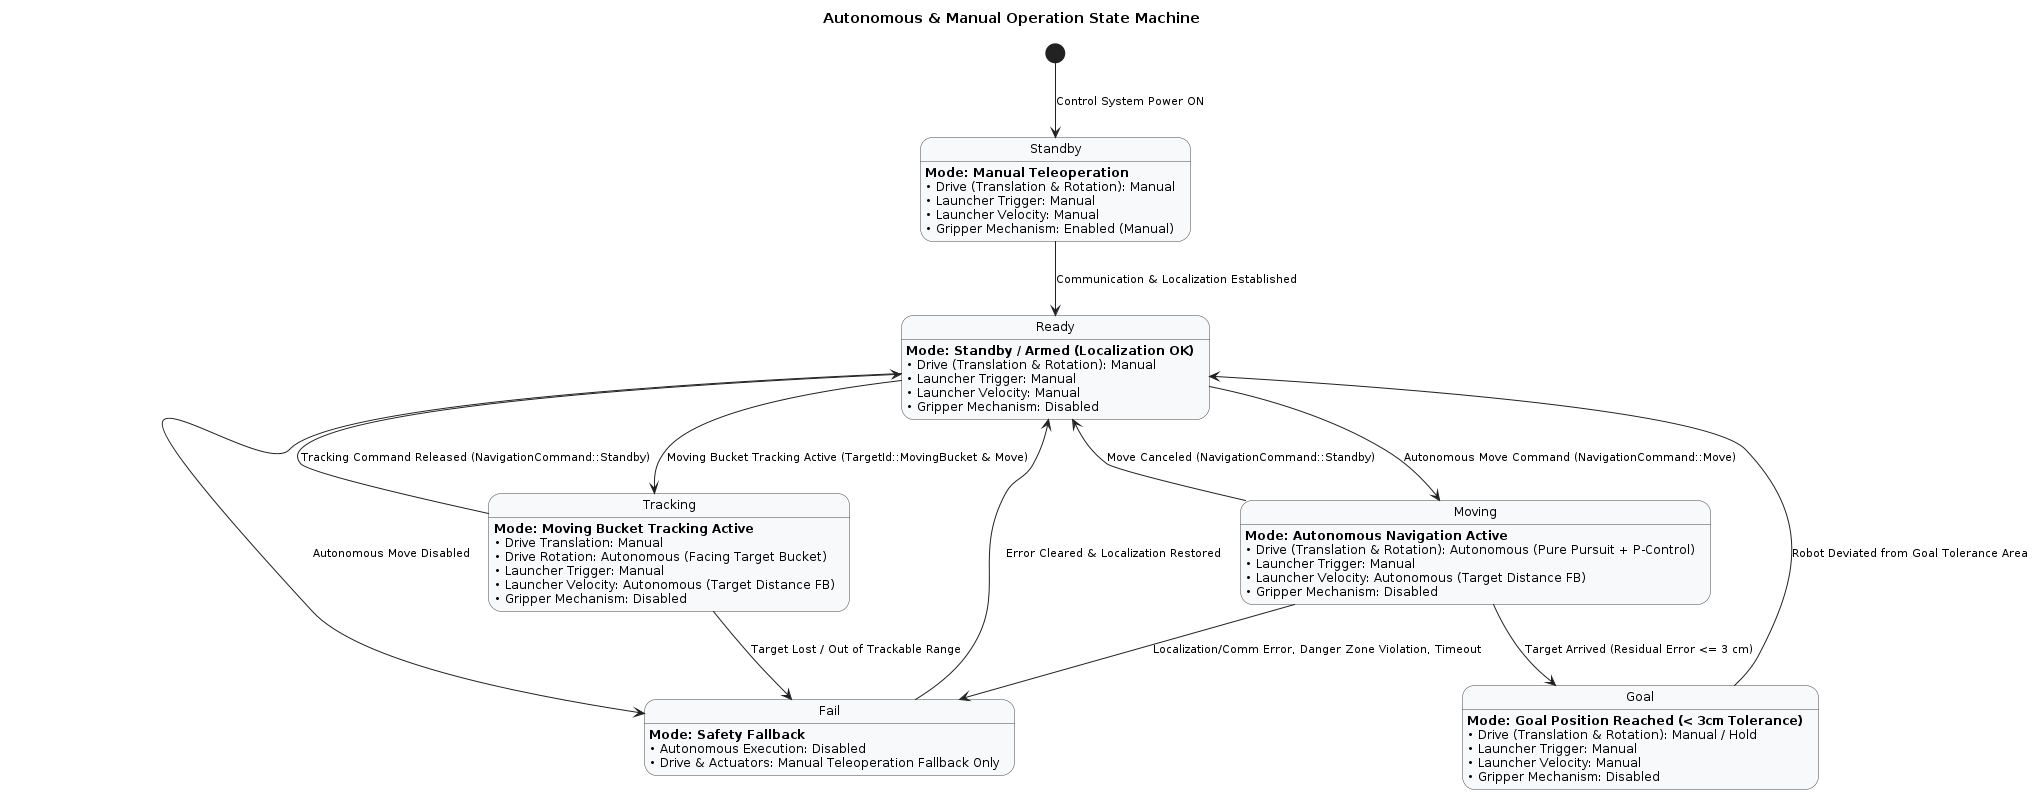 Autonomous & Manual Operation State Machine
Control System Power ON
Standby
Mode: Manual Teleoperation
• Drive (Translation & Rotation): Manual
• Launcher Trigger: Manual
• Launcher Velocity: Manual
• Gripper Mechanism: Enabled (Manual)
Communication & Localization Established
Ready
Mode: Standby / Armed (Localization OK)
• Drive (Translation & Rotation): Manual
• Launcher Trigger: Manual
• Launcher Velocity: Manual
• Gripper Mechanism: Disabled
Tracking Command Released (NavigationCommand::Standby)
Moving Bucket Tracking Active (TargetId::MovingBucket & Move)
Move Canceled (NavigationCommand::Standby)
Autonomous Move Command (NavigationCommand::Move)
Tracking
Mode: Moving Bucket Tracking Active
• Drive Translation: Manual
• Drive Rotation: Autonomous (Facing Target Bucket)
• Launcher Trigger: Manual
• Launcher Velocity: Autonomous (Target Distance FB)
• Gripper Mechanism: Disabled
Moving
Mode: Autonomous Navigation Active
• Drive (Translation & Rotation): Autonomous (Pure Pursuit + P-Control)
• Launcher Trigger: Manual
• Launcher Velocity: Autonomous (Target Distance FB)
• Gripper Mechanism: Disabled
Autonomous Move Disabled
Error Cleared & Localization Restored
Robot Deviated from Goal Tolerance Area
Target Lost / Out of Trackable Range
Localization/Comm Error, Danger Zone Violation, Timeout
Target Arrived (Residual Error <= 3 cm)
Fail
Mode: Safety Fallback
• Autonomous Execution: Disabled
• Drive & Actuators: Manual Teleoperation Fallback Only
Goal
Mode: Goal Position Reached (< 3cm Tolerance)
• Drive (Translation & Rotation): Manual / Hold
• Launcher Trigger: Manual
• Launcher Velocity: Manual
• Gripper Mechanism: Disabled